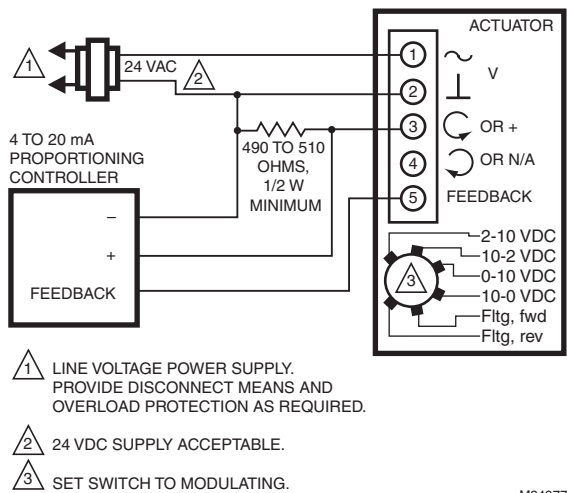 ACTUATOR
1
24 VAC
2
1
V
2
3
OR +
4 TO 20 mA
PROPORTIONING
CONTROLLER
490 TO 510
OHMS,
1/2 W
MINIMUM
4
OR N/A
5
FEEDBACK
–
+
FEEDBACK
2-10 VDC
10-2 VDC
0-10 VDC
10-0 VDC
Fltg, fwd
Fltg, rev
3
1 LINE VOLTAGE POWER SUPPLY.
PROVIDE DISCONNECT MEANS AND
OVERLOAD PROTECTION AS REQUIRED.
2 24 VDC SUPPLY ACCEPTABLE.
3 SET SWITCH TO MODULATING.